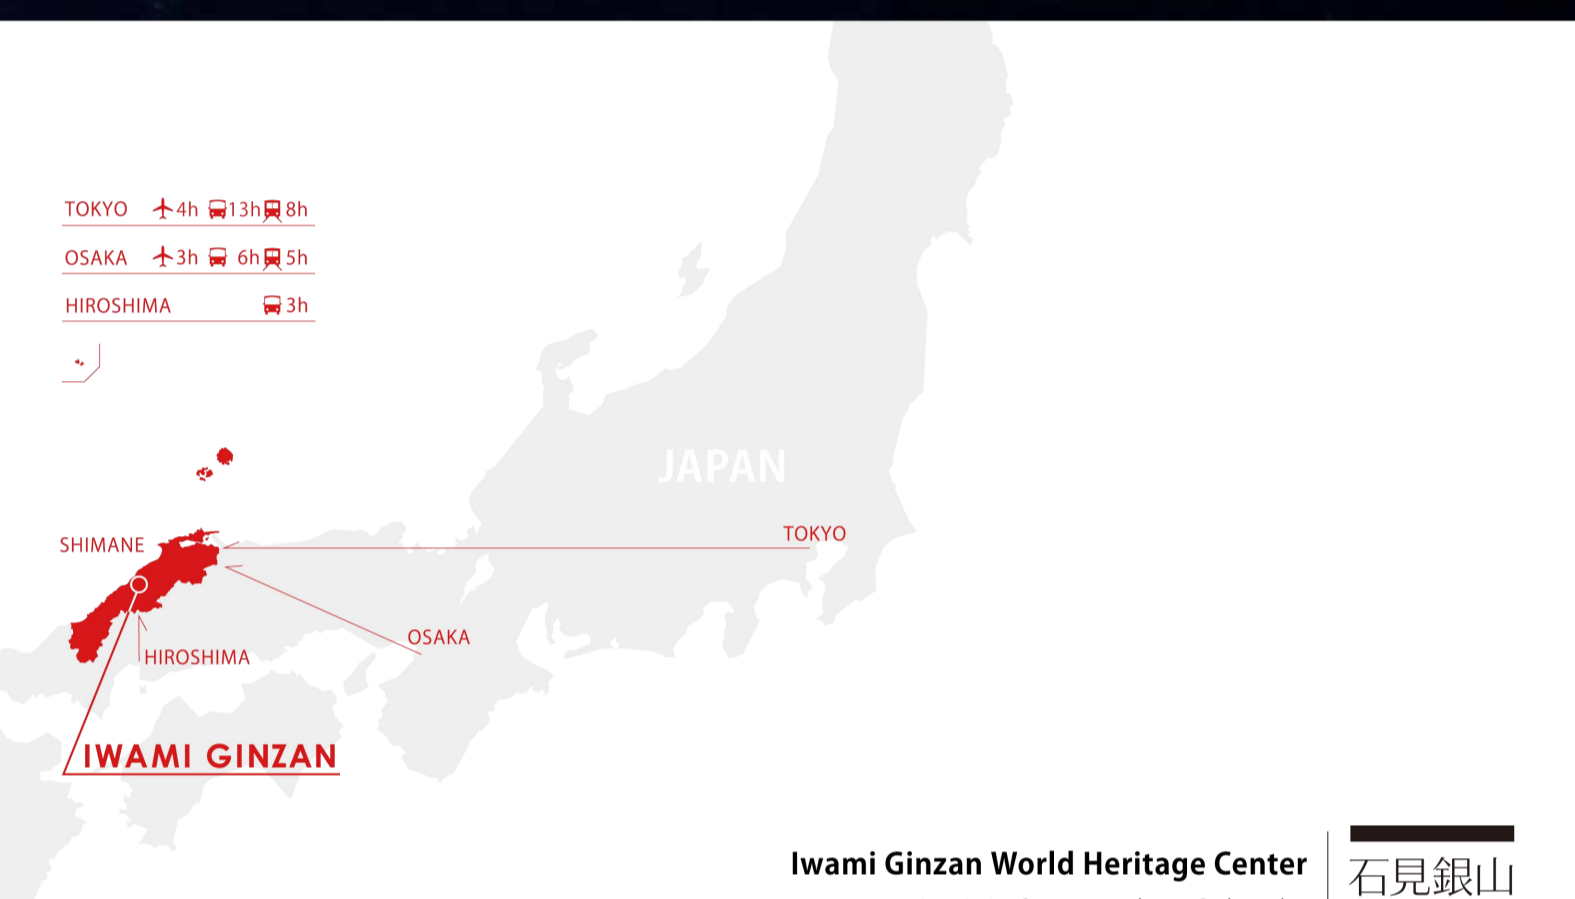 TOKYO 4h 13h 8h
OSAKA 3h 6h 5h
HIROSHIMA 3h
JAPAN
TOKYO
SHIMANE
OSAKA
HIROSHIMA
IWAMI GINZAN
Iwami Ginzan World Heritage Center
石見銀山